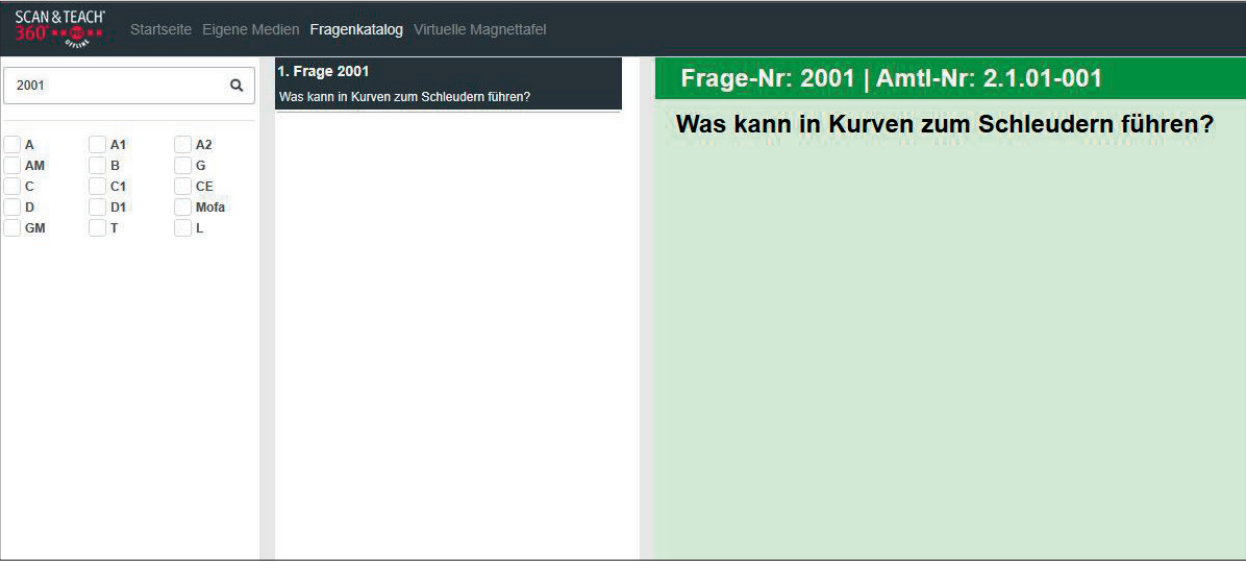 SCAN & TEACH®
360° HD
OFFLINE
Startseite Eigene Medien Fragenkatalog Virtuelle Magnettafel
2001
A A1 A2
AM B G
C C1 CE
D D1 Mofa
GM T L
1. Frage 2001
Was kann in Kurven zum Schleudern führen?
Frage-Nr: 2001 | Amtl-Nr: 2.1.01-001
Was kann in Kurven zum Schleudern führen?